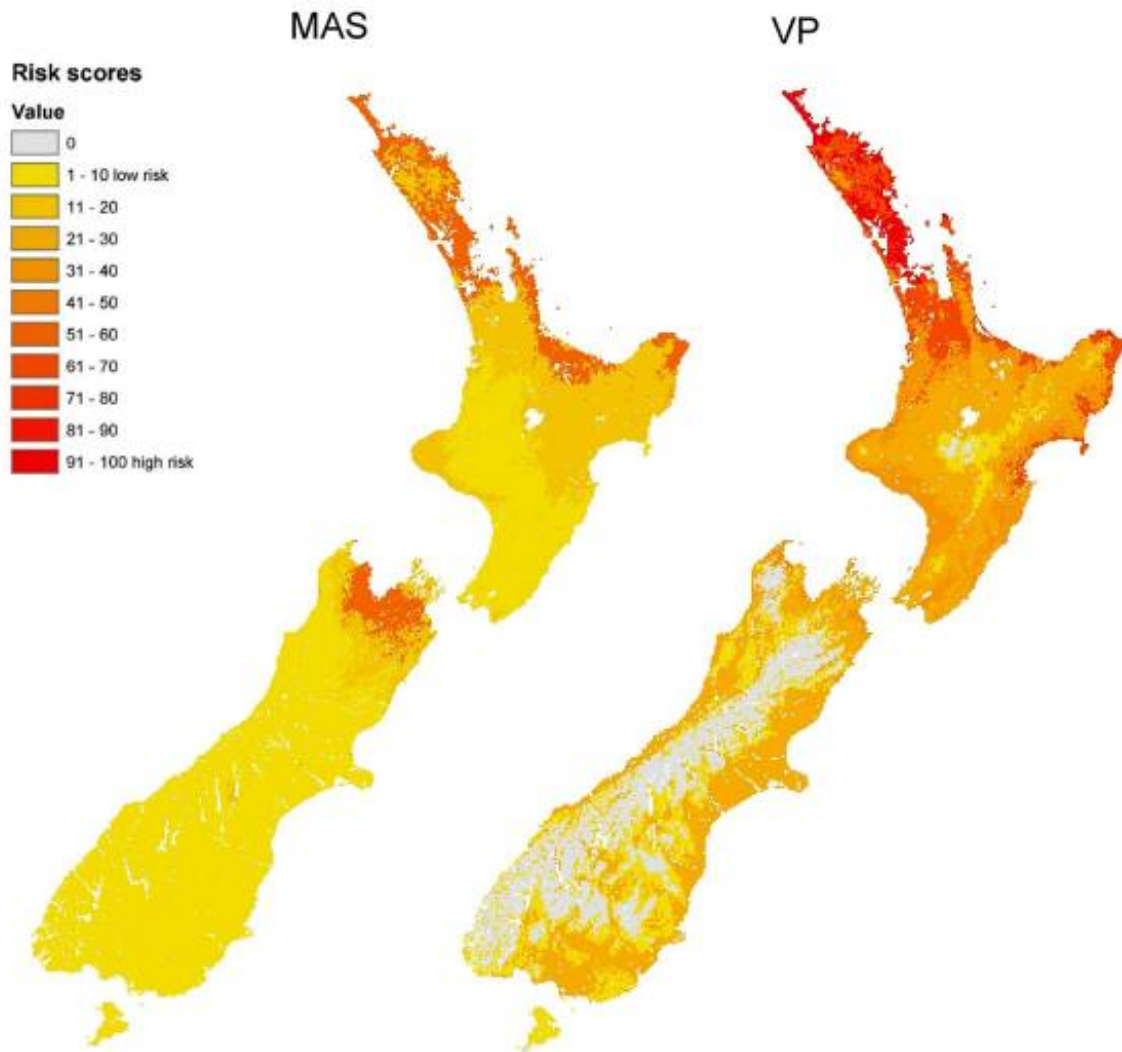 MAS
VP
Risk scores
Value
0
1 - 10 low risk
11 - 20
21 - 30
31 - 40
41 - 50
51 - 60
61 - 70
71 - 80
81 - 90
91 - 100 high risk